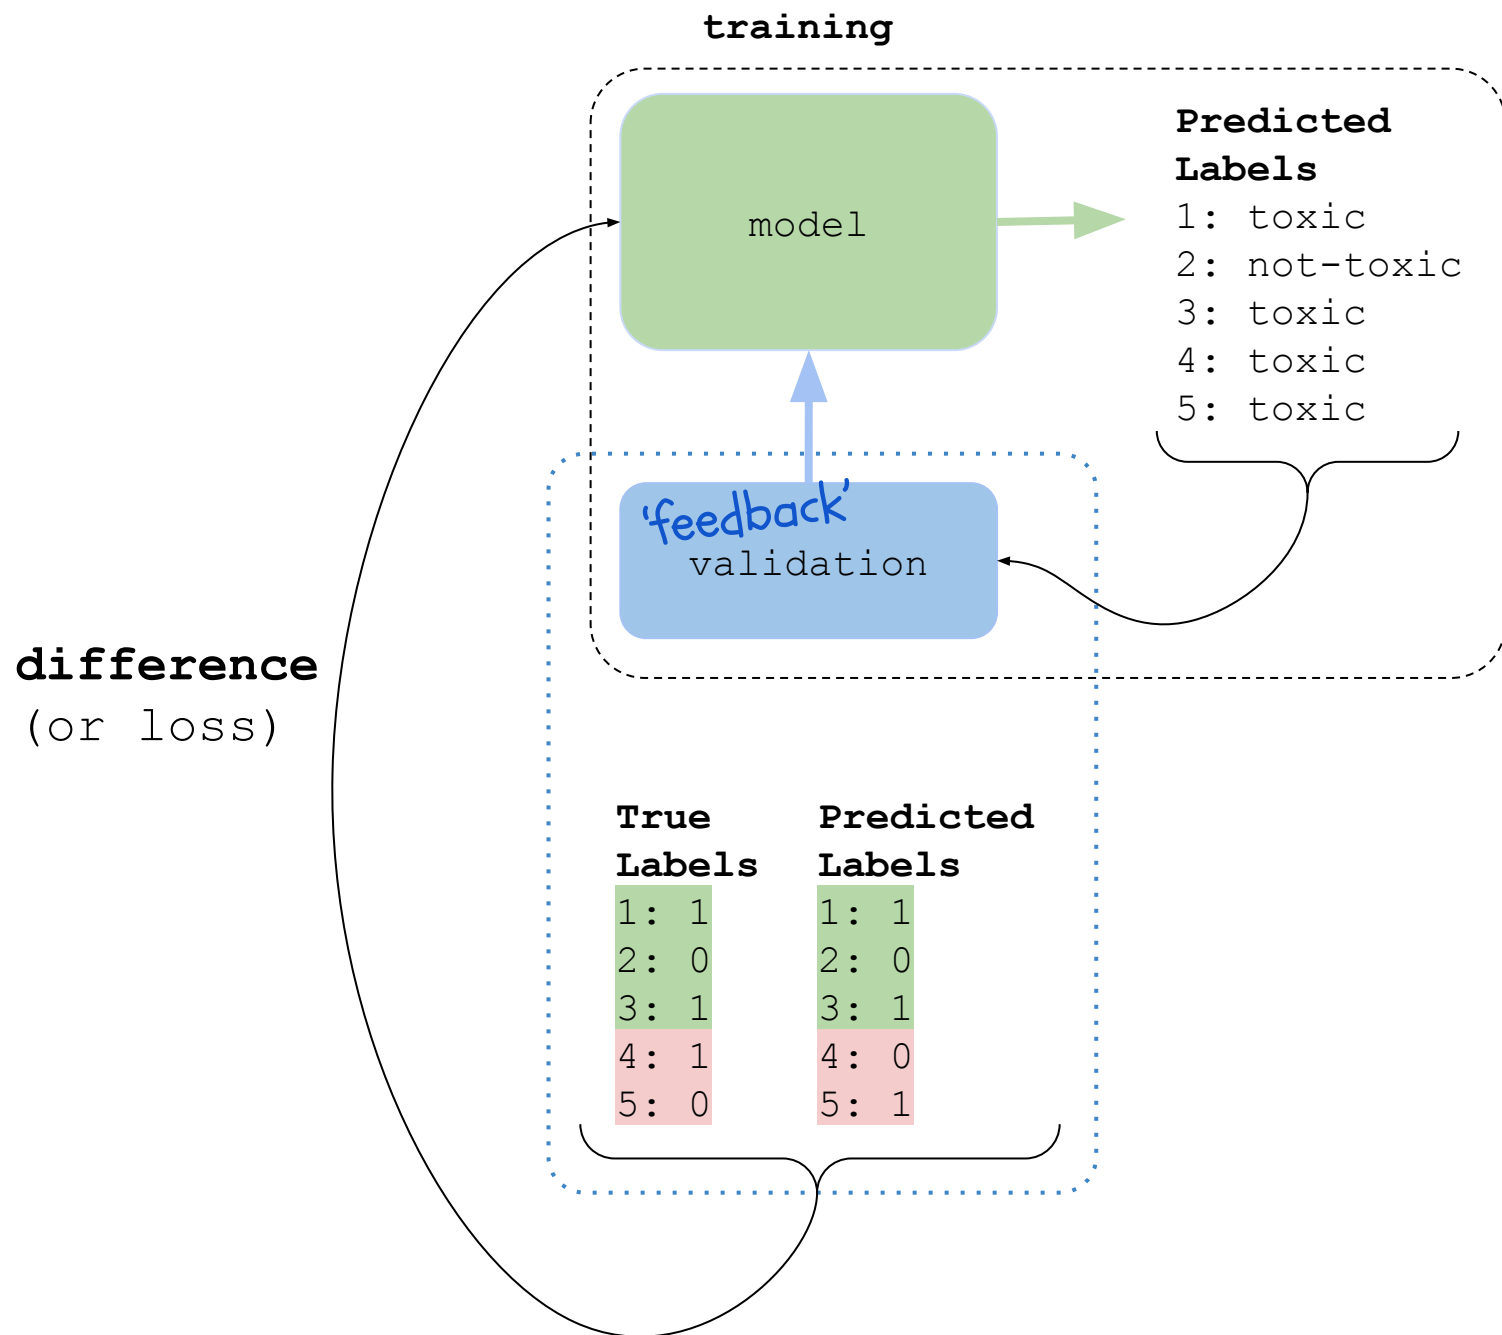 training
model
Predicted
Labels
1: toxic
2: not-toxic
3: toxic
4: toxic
5: toxic
'feedback'
validation
difference
(or loss)
True
Labels
1: 1
2: 0
3: 1
4: 1
5: 0
Predicted
Labels
1: 1
2: 0
3: 1
4: 0
5: 1